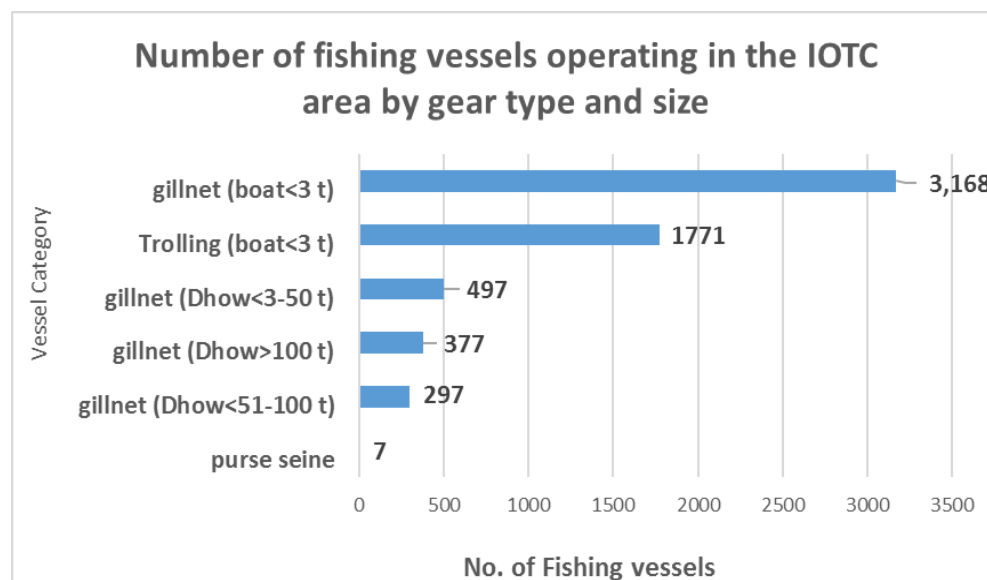 Number of fishing vessels operating in the IOTC
area by gear type and size
Vessel Category
gillnet (boat<3 t)
3,168
Trolling (boat<3 t)
1771
gillnet (Dhow<3-50 t)
497
gillnet (Dhow>100 t)
377
gillnet (Dhow<51-100 t)
297
purse seine
7
0 500 1000 1500 2000 2500 3000 3500
No. of Fishing vessels